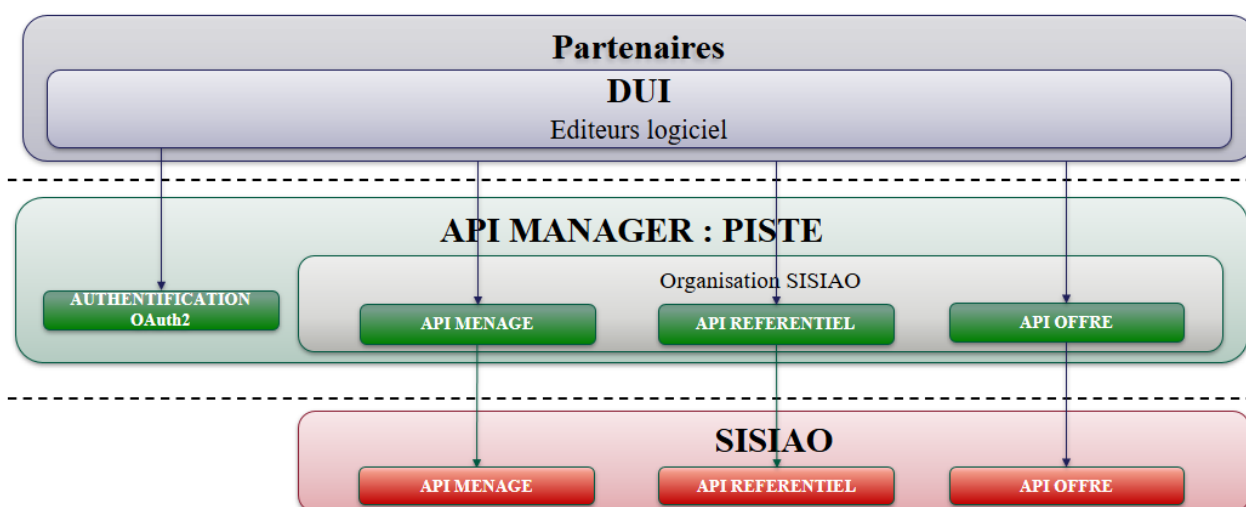 Partenaires
DUI
Editeurs logiciel
API MANAGER : PISTE
Organisation SISIAO
AUTHENTIFICATION
OAuth2
API MENAGE
API REFERENTIEL
API OFFRE
SISIAO
API MENAGE
API REFERENTIEL
API OFFRE